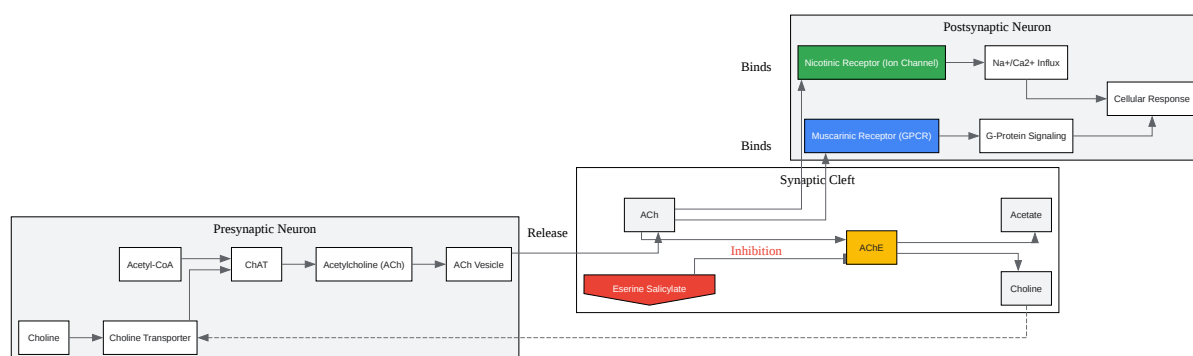 Postsynaptic Neuron
Binds
Nicotinic Receptor (Ion Channel)
Na+/Ca2+ Influx
Cellular Response
Binds
Muscarinic Receptor (GPCR)
G-Protein Signaling
Synaptic Cleft
ACh
Acetate
Presynaptic Neuron
Release
AChE
Inhibition
Acetyl-CoA
ChAT
Acetylcholine (ACh)
ACh Vesicle
Eserine Salicylate
Choline
Choline
Choline Transporter